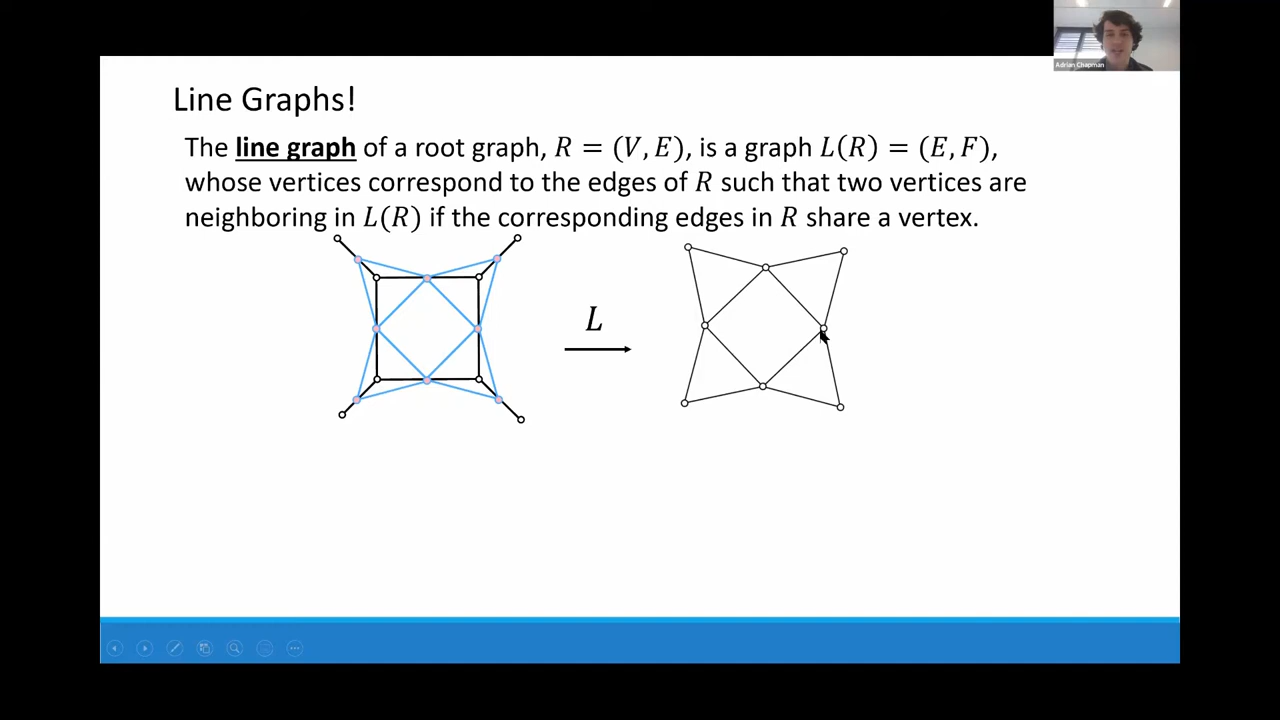 Adrian Chapman
Line Graphs!
The line graph of a root graph, R = (V, E), is a graph L(R) = (E, F),
whose vertices correspond to the edges of R such that two vertices are
neighboring in L(R) if the corresponding edges in R share a vertex.
L